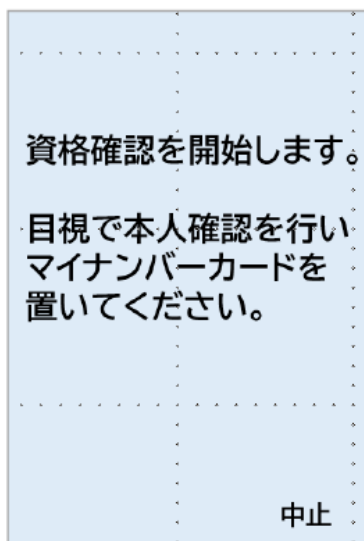 資格確認を開始します。
目視で本人確認を行い
マイナンバーカードを
置いてください。
中止